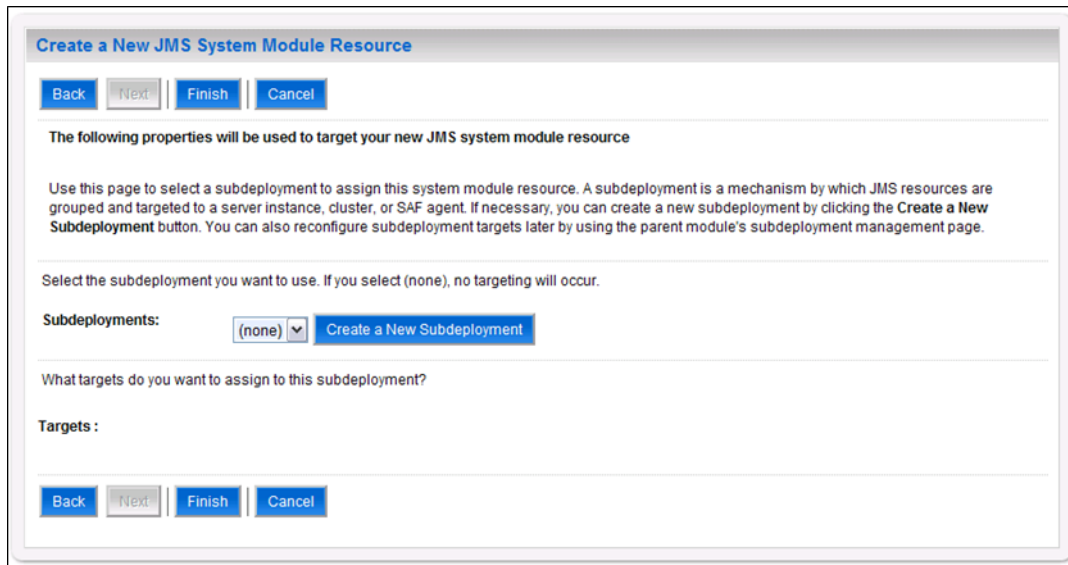 Create a New JMS System Module Resource
Back Next Finish Cancel
The following properties will be used to target your new JMS system module resource
Use this page to select a subdeployment to assign this system module resource. A subdeployment is a mechanism by which JMS resources are
grouped and targeted to a server instance, cluster, or SAF agent. If necessary, you can create a new subdeployment by clicking the Create a New
Subdeployment button. You can also reconfigure subdeployment targets later by using the parent module's subdeployment management page.
Select the subdeployment you want to use. If you select (none), no targeting will occur.
Subdeployments: (none) Create a New Subdeployment
What targets do you want to assign to this subdeployment?
Targets :
Back Next Finish Cancel